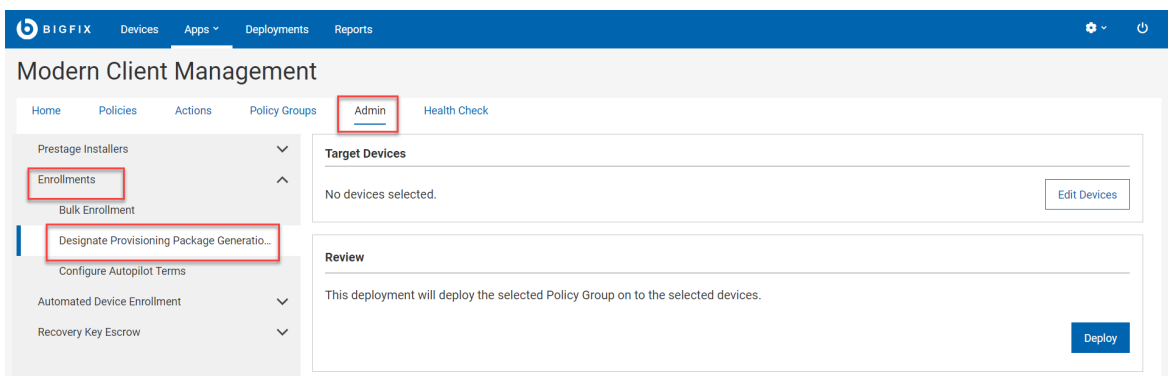 BIGFIX Devices Apps Deployments Reports
Modern Client Management
Home Policies Actions Policy Groups Admin Health Check
Prestage Installers
Enrollments
Bulk Enrollment
Designate Provisioning Package Generatio...
Configure Autopilot Terms
Automated Device Enrollment
Recovery Key Escrow
Target Devices
No devices selected. Edit Devices
Review
This deployment will deploy the selected Policy Group on to the selected devices.
Deploy